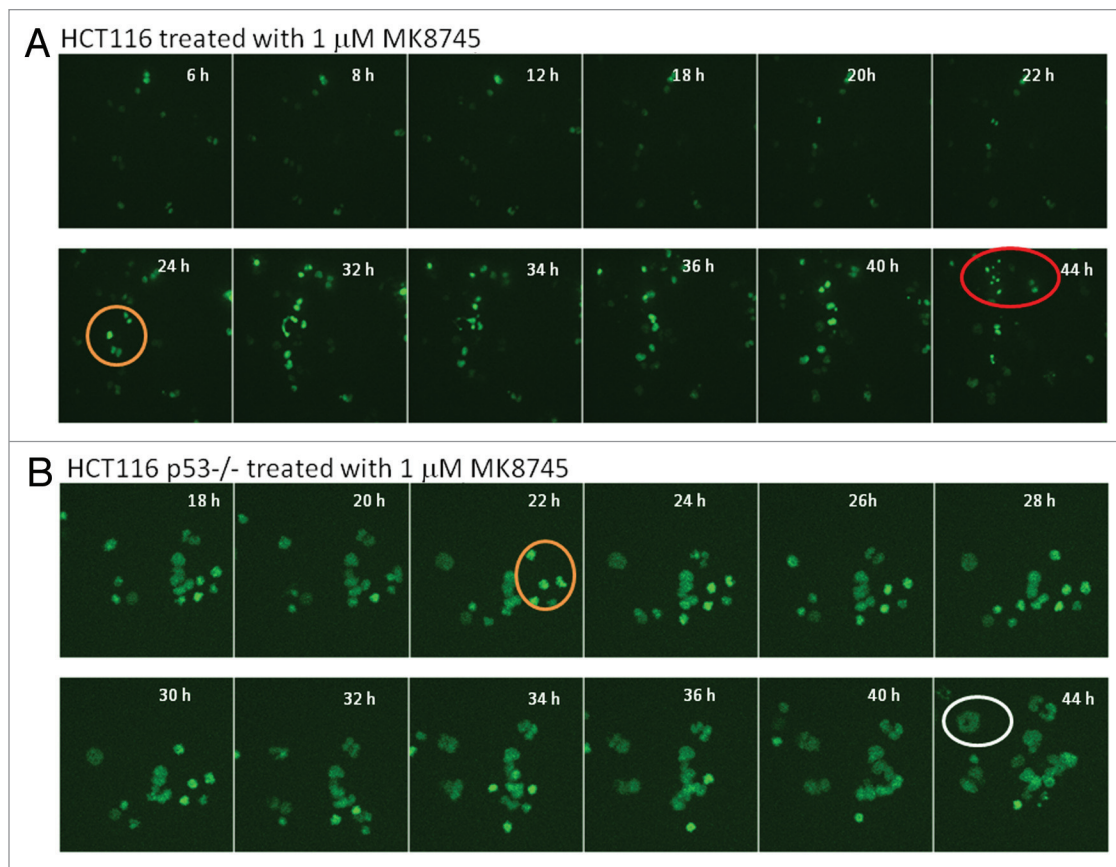 A HCT116 treated with 1 μM MK8745
6 h 8 h 12 h 18 h 20h 22 h
24 h 32 h 34 h 36 h 40 h 44 h
B HCT116 p53-/- treated with 1 μM MK8745
18 h 20 h 22 h 24 h 26h 28 h
30 h 32 h 34 h 36 h 40 h 44 h